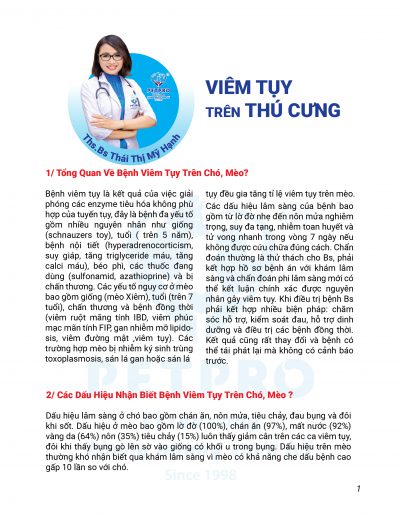 PETPRO
Ths.Bs Thái Thị Mỹ Hạnh
VIÊM TỤY
TRÊN THÚ CƯNG
1/ Tổng Quan Về Bệnh Viêm Tụy Trên Chó, Mèo?
Bệnh viêm tụy là kết quả của việc giải
phóng các enzyme tiêu hóa không phù
hợp của tuyến tụy, đây là bệnh đa yếu tố
gồm nhiều nguyên nhân như giống
(schnauzers toy), tuổi ( trên 5 năm),
bệnh nội tiết (hyperadrenocorticism,
suy giáp, tăng triglyceride máu, tăng
calci máu), béo phì, các thuốc đang
dùng (sulfonamid, azathioprine) và bị
chấn thương. Các yếu tố nguy cơ ở mèo
bao gồm giống (mèo Xiêm), tuổi (trên 7
tuổi), chấn thương và bệnh đồng thời
(viêm ruột mãn tính IBD, viêm phúc
mạc mãn tính FIP, gan nhiễm mỡ lipido-
sis, viêm đường mật ,viêm tụy). Các
trường hợp mèo bị nhiễm ký sinh trùng
toxoplasmosis, sán lá gan hoặc sán lá
tụy đều gia tăng tỉ lệ viêm tụy trên mèo.
Các dấu hiệu lâm sàng của bệnh bao
gồm từ lờ đờ nhẹ đến nôn mửa nghiêm
trọng, suy đa tạng, nhiễm toan huyết và
tử vong nhanh trong vòng 7 ngày nếu
không được cứu chữa đúng cách. Chẩn
đoán thường là thử thách cho Bs, phải
kết hợp hồ sơ bệnh án với khám lâm
sàng và chẩn đoán phi lâm sàng mới có
thể kết luận chính xác được nguyên
nhân gây viêm tụy. Khi điều trị bệnh Bs
phải kết hợp nhiều biện pháp: chăm
sóc hỗ trợ, kiểm soát đau, hỗ trợ dinh
dưỡng và điều trị các bệnh đồng thời.
Kết quả cũng rất thay đổi và bệnh có
thể tái phát lại mà không có cảnh báo
trước.
2/ Các Dấu Hiệu Nhận Biết Bệnh Viêm Tụy Trên Chó, Mèo ?
Dấu hiệu lâm sàng ở chó bao gồm chán ăn, nôn mửa, tiêu chảy, đau bụng và đôi
khi sốt. Dấu hiệu ở mèo bao gồm lờ đờ (100%), chán ăn (97%), mất nước (92%)
vàng da (64%) nôn (35%) tiêu chảy (15%) luôn thấy giảm cân trên các ca viêm tụy,
đôi khi thấy bụng gò lên sờ vào giống có khối u trong bụng. Dấu hiệu trên mèo
thường khó nhận biết qua khám lâm sàng vì mèo có khả năng che dấu bệnh cao
gấp 10 lần so với chó.
Since 1998
1